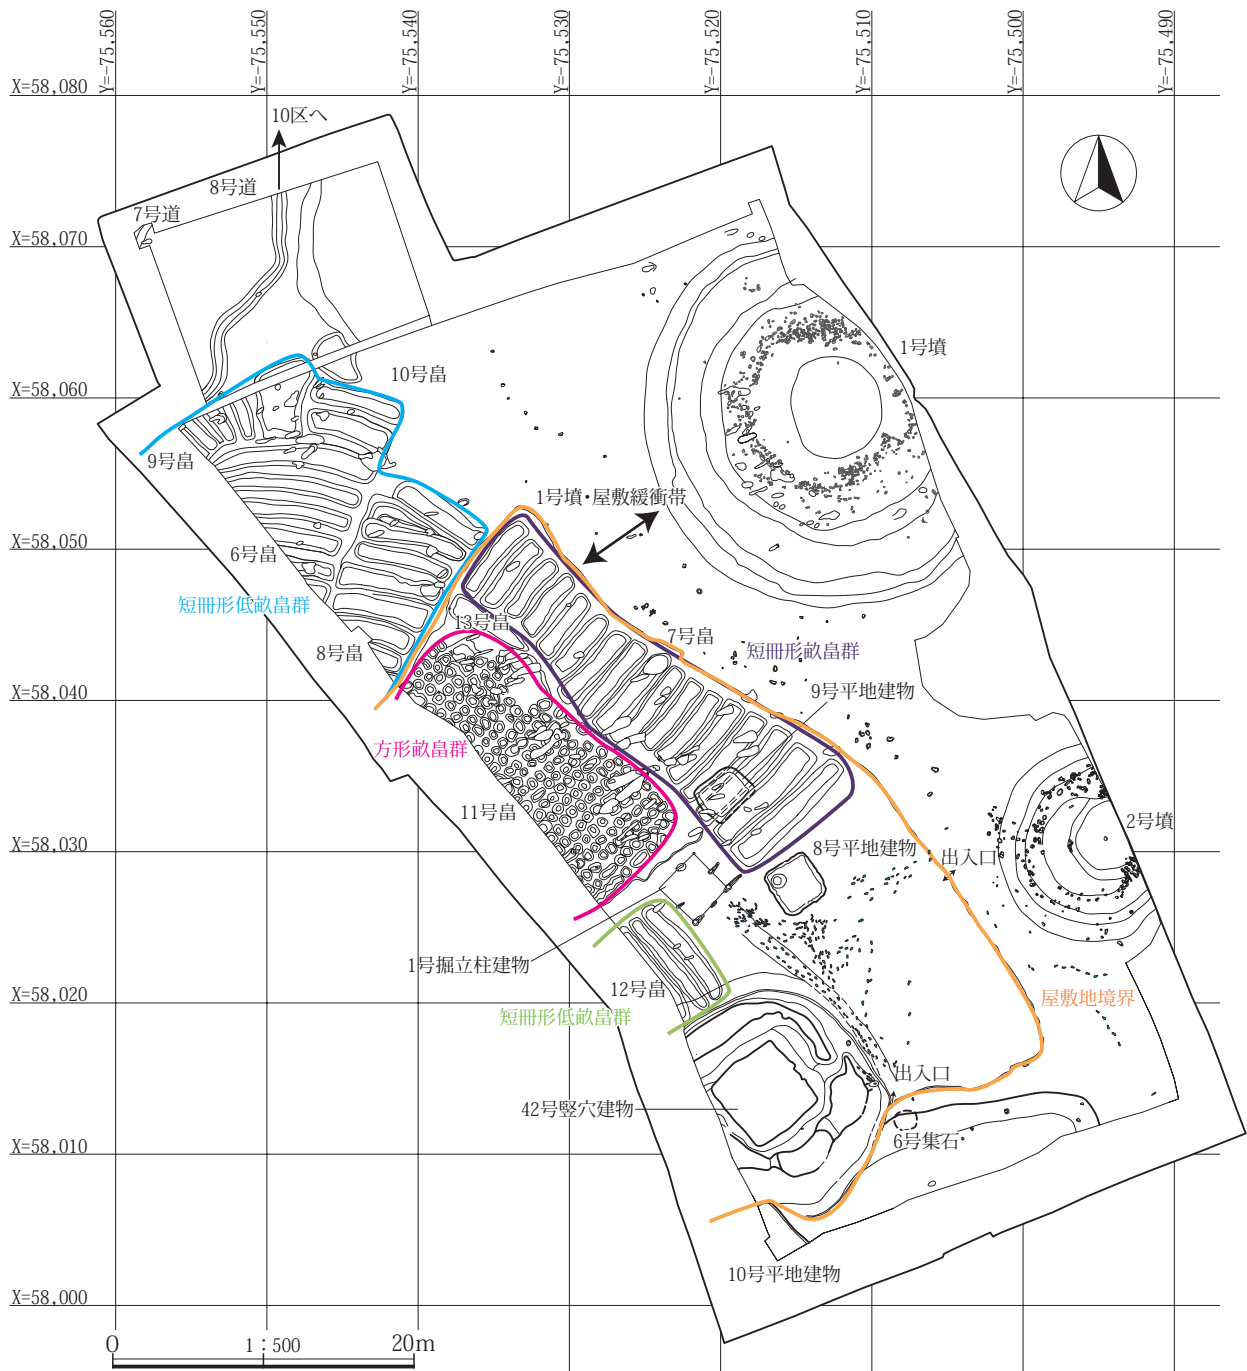 Y=-75,560
Y=-75,550
Y=-75,540
Y=-75,530
Y=-75,520
Y=-75,510
Y=-75,500
Y=-75,490
X=58,080
10区へ
8号道
7号道
X=58,070
1号墳
10号畠
X=58,060
9号畠
1号墳・屋敷緩衝帯
X=58,050
6号畠
短冊形低畝畠群
13号畠
7号畠
短冊形畝畠群
8号畠
9号平地建物
X=58,040
方形畝畠群
11号畠
2号墳
X=58,030
8号平地建物
出入口
1号掘立柱建物
12号畠
X=58,020
短冊形低畝畠群
屋敷地境界
出入口
42号竪穴建物
6号集石
X=58,010
10号平地建物
X=58,000
0
1：500
20m